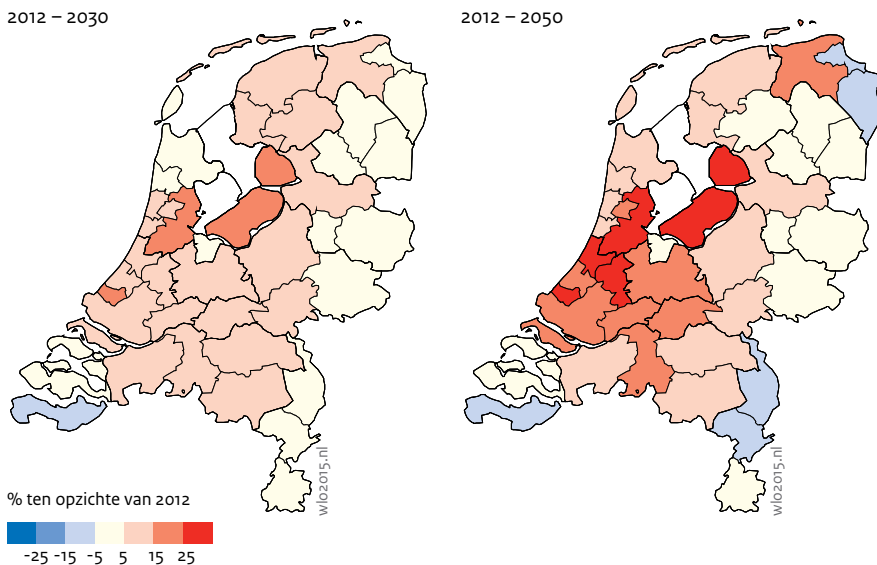 2012 – 2030
2012 – 2050
wlo2015.nl
wlo2015.nl
% ten opzichte van 2012
-25 -15 -5 5 15 25